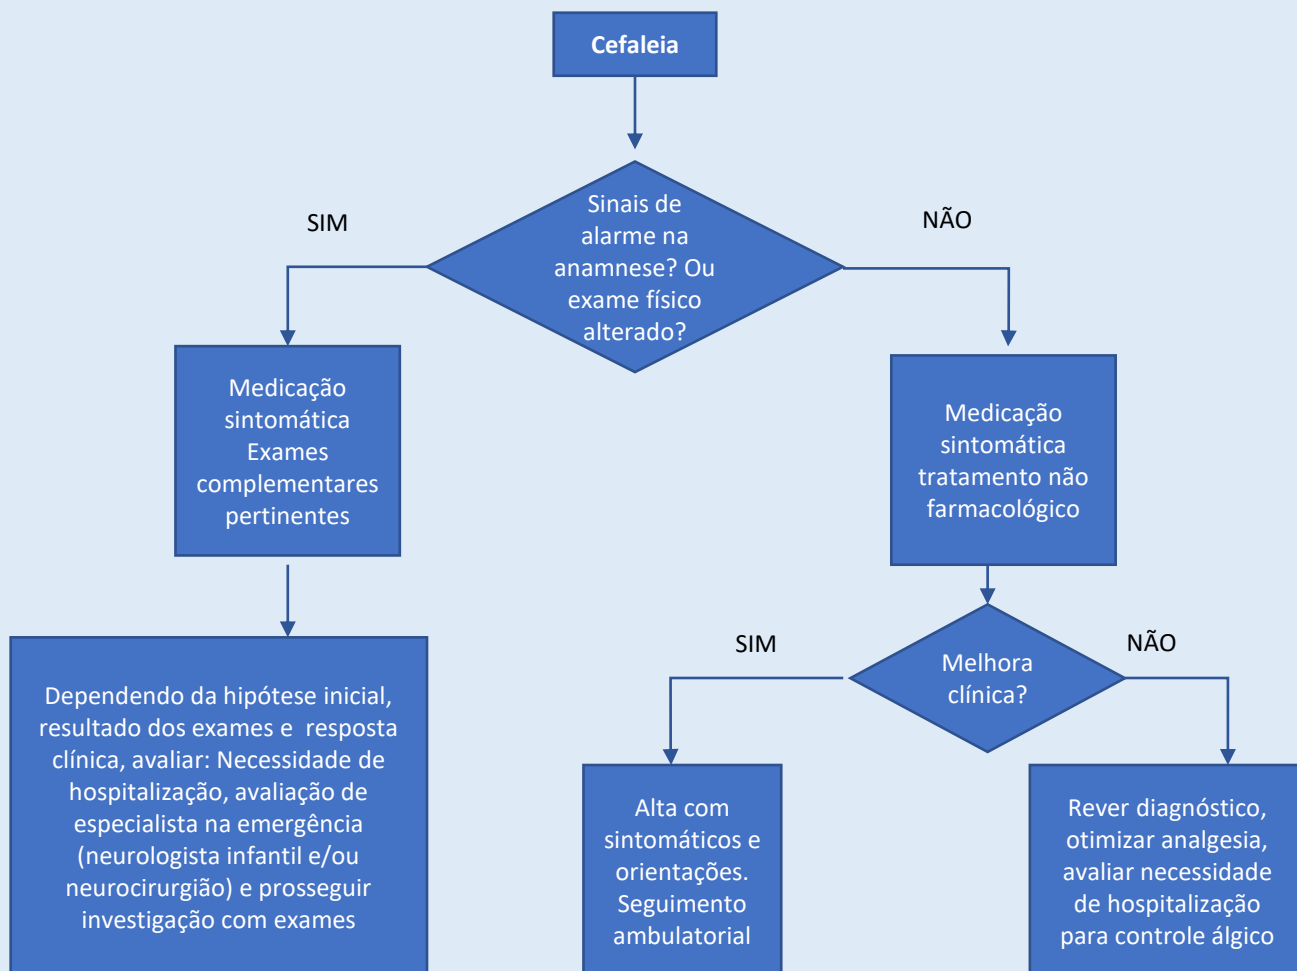 Cefaleia
Sinais de
alarme na
anamnese? Ou
exame físico
alterado?
SIM
NÃO
Medicação
sintomática
Exames
complementares
pertinentes
Medicação
sintomática
tratamento não
farmacológico
Dependendo da hipótese inicial,
resultado dos exames e  resposta
clínica, avaliar: Necessidade de
hospitalização, avaliação de
especialista na emergência
(neurologista infantil e/ou
neurocirurgião) e prosseguir
investigação com exames
Melhora
clínica?
SIM
NÃO
Alta com
sintomáticos e
orientações.
Seguimento
ambulatorial
Rever diagnóstico,
otimizar analgesia,
avaliar necessidade
de hospitalização
para controle álgico